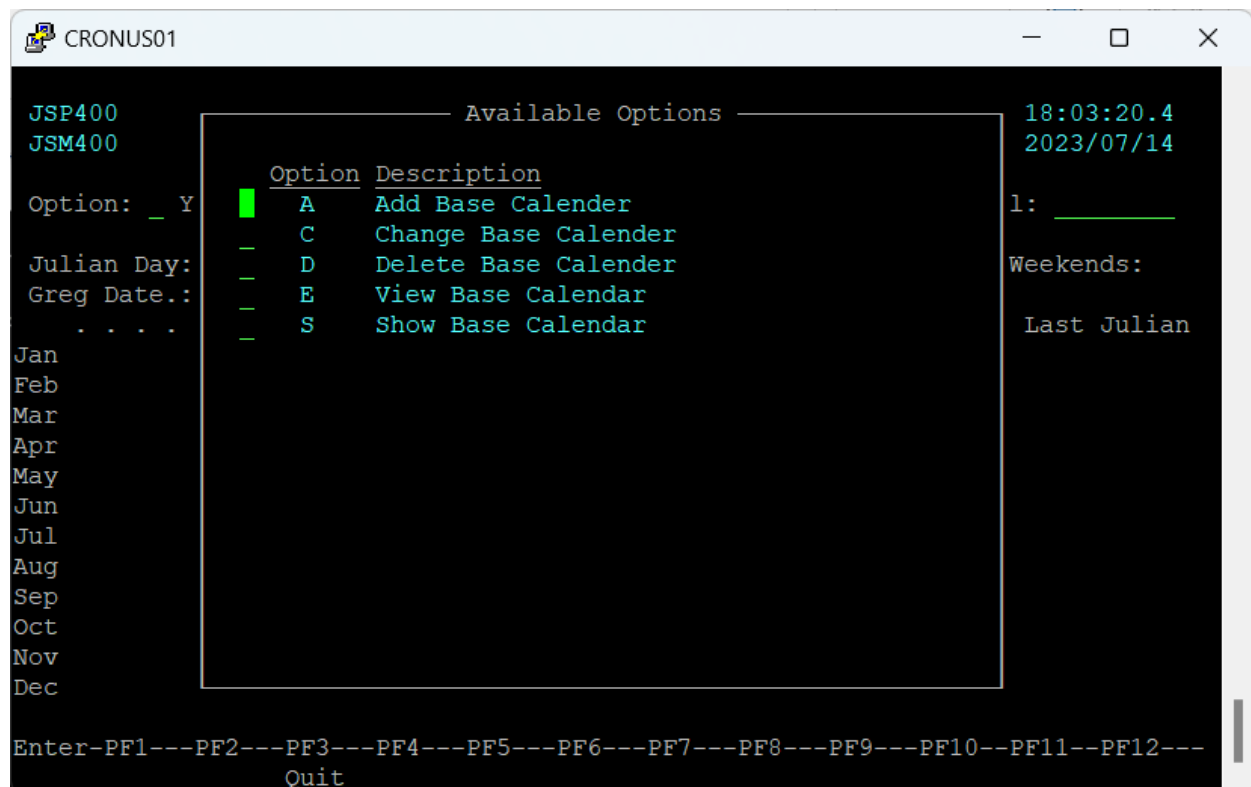 CRONUS01
JSP400 Available Options 18:03:20.4
JSM400 2023/07/14
Option Description
Option: _ Y A Add Base Calender l: ________
_ C Change Base Calender
Julian Day: _ D Delete Base Calender Weekends:
Greg Date.: _ E View Base Calendar
. . . . _ S Show Base Calendar Last Julian
Jan
Feb
Mar
Apr
May
Jun
Jul
Aug
Sep
Oct
Nov
Dec
Enter-PF1---PF2---PF3---PF4---PF5---PF6---PF7---PF8---PF9---PF10--PF11--PF12---
Quit